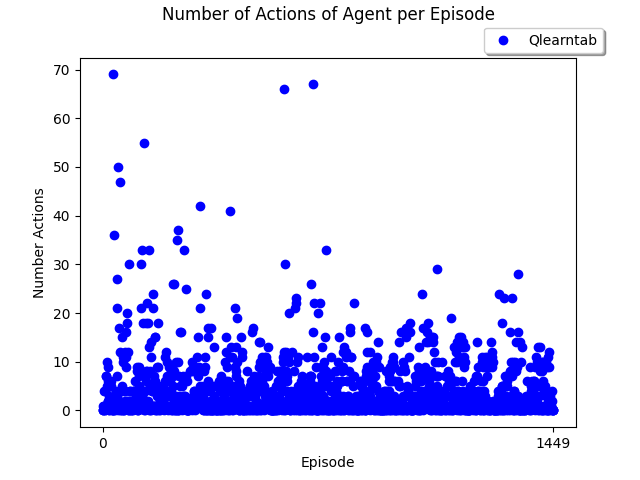 Number of Actions of Agent per Episode
Qlearntab
70
60
50
40
30
20
10
0
Number Actions
0 1449
Episode